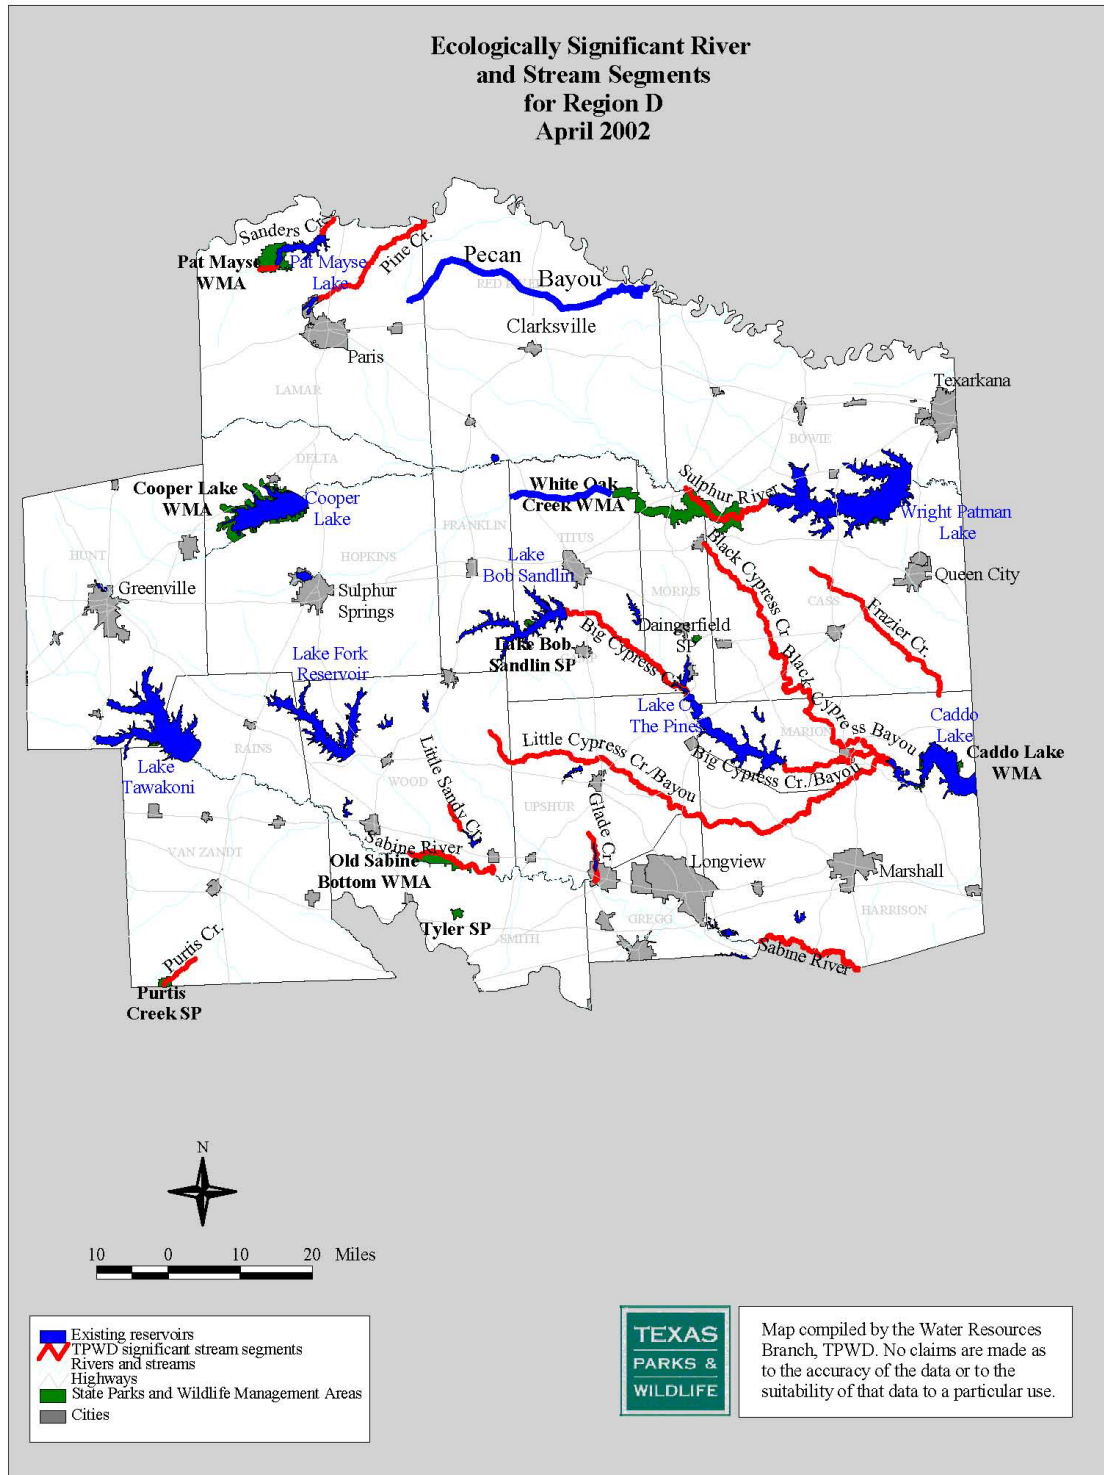 Ecologically Significant River
and Stream Segments
for Region D
April 2002
Sanders Cr.
Pine Cr.
Pat Mayse
WMA
Pat Mayse
Lake
Pecan
Bayou
RED RIVER
Clarksville
Paris
LAMAR
Texarkana
BOWIE
DELTA
Cooper Lake
WMA
Cooper
Lake
White Oak
Creek WMA
Sulphur River
Wright Patman
Lake
FRANKLIN
TITUS
HUNT
HOPKINS
Lake
Bob Sandlin
Black Cypress Cr.
Greenville
Sulphur
Springs
MORRIS
CASS
Queen City
Frazier Cr.
Daingerfield
SP
Lake Bob
Sandlin SP
Big Cypress Cr.
Lake Fork
Reservoir
Black Cypress Bayou
Lake O
The Pines
MARION
Caddo
Lake
Caddo Lake
WMA
Little Cypress Cr./Bayou
Big Cypress Cr./Bayou
RAINS
Lake
Tawakoni
WOOD
Little Sandy Cr.
UPSHUR
Glade Cr.
VAN ZANDT
Sabine River
Old Sabine
Bottom WMA
Longview
Marshall
HARRISON
GREGG
Tyler SP
SMITH
Sabine River
Purtis Cr.
Purtis
Creek SP
N
10 0 10 20 Miles
Existing reservoirs
TPWD significant stream segments
Rivers and streams
Highways
State Parks and Wildlife Management Areas
Cities
TEXAS
PARKS &
WILDLIFE
Map compiled by the Water Resources
Branch, TPWD. No claims are made as
to the accuracy of the data or to the
suitability of that data to a particular use.